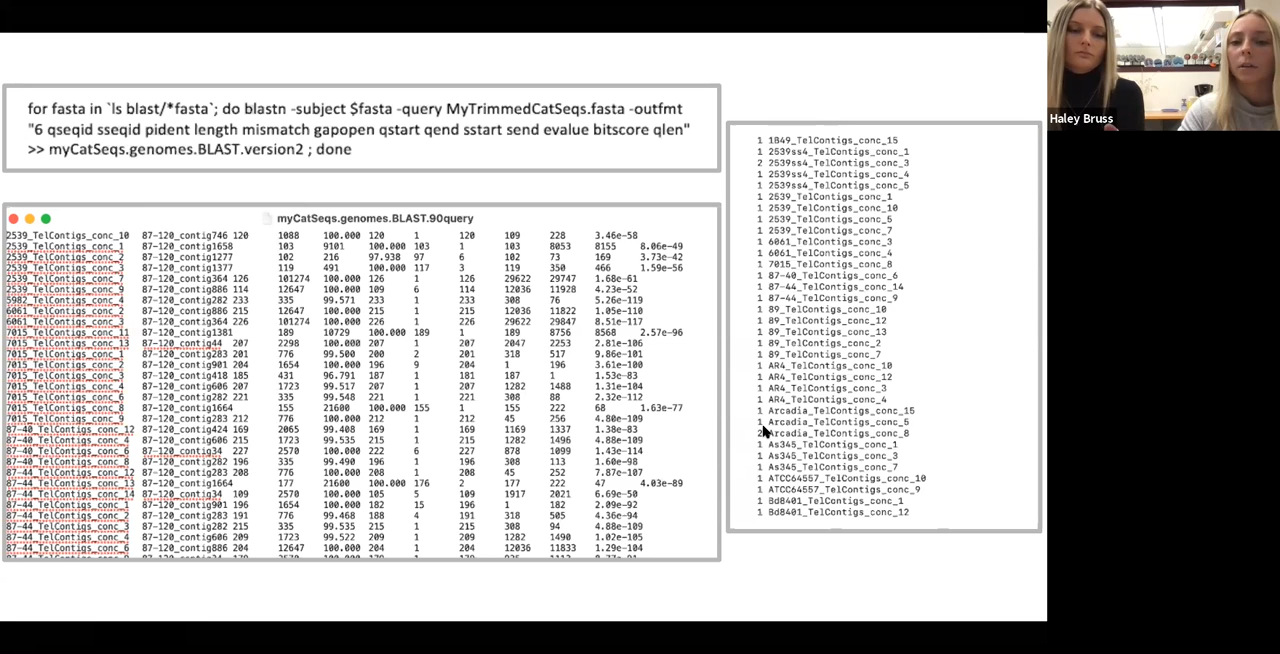 for fasta in `ls blast/*fasta`; do blastn -subject $fasta -query MyTrimmedCatSeqs.fasta -outfmt
"6 qseqid sseqid pident length mismatch gapopen qstart qend sstart send evalue bitscore qlen"
>> myCatSeqs.genomes.BLAST.version2 ; done
myCatSeqs.genomes.BLAST.90query
2539_TelContigs_conc_10 87-120_contig746 120 1088 100.000 120 1 120 109 228 3.46e-58
2539_TelContigs_conc_1 87-120_contig1658 103 9101 100.000 103 1 103 8053 8155 8.06e-49
2539_TelContigs_conc_2 87-120_contig1277 102 216 97.938 97 6 102 73 169 3.73e-42
2539_TelContigs_conc_3 87-120_contig1377 119 491 100.000 117 3 119 350 466 1.59e-56
2539_TelContigs_conc_7 87-120_contig364 126 101274 100.000 126 1 126 29622 29747 1.68e-61
2539_TelContigs_conc_9 87-120_contig886 114 12647 100.000 109 6 114 12036 11928 4.23e-52
5982_TelContigs_conc_4 87-120_contig282 233 335 99.571 233 1 233 308 76 5.26e-119
6061_TelContigs_conc_2 87-120_contig886 215 12647 100.000 215 1 215 12036 11822 1.05e-110
6061_TelContigs_conc_3 87-120_contig364 226 101274 100.000 226 1 226 29622 29847 8.51e-117
7015_TelContigs_conc_11 87-120_contig1381 189 10729 100.000 189 1 189 8756 8568 2.57e-96
7015_TelContigs_conc_13 87-120_contig44 207 2298 100.000 207 1 207 2047 2253 2.81e-106
7015_TelContigs_conc_1 87-120_contig283 201 776 99.500 200 2 201 318 517 9.86e-101
7015_TelContigs_conc_2 87-120_contig901 204 1654 100.000 196 9 204 1 196 3.61e-100
7015_TelContigs_conc_3 87-120_contig418 185 431 96.791 187 1 181 187 1 1.53e-83
7015_TelContigs_conc_4 87-120_contig606 207 1723 99.517 207 1 207 1282 1488 1.31e-104
7015_TelContigs_conc_6 87-120_contig282 221 335 99.548 221 1 221 308 88 2.32e-112
7015_TelContigs_conc_8 87-120_contig1664 155 21600 100.000 155 1 155 222 68 1.63e-77
7015_TelContigs_conc_9 87-120_contig283 212 776 100.000 212 1 212 45 256 4.80e-109
87-40_TelContigs_conc_12 87-120_contig424 169 2065 99.408 169 1 169 1169 1337 1.38e-83
87-40_TelContigs_conc_4 87-120_contig606 215 1723 99.535 215 1 215 1282 1496 4.88e-109
87-40_TelContigs_conc_6 87-120_contig34 227 2570 100.000 222 6 227 878 1099 1.43e-114
87-40_TelContigs_conc_8 87-120_contig282 196 335 99.490 196 1 196 308 113 1.60e-98
87-44_TelContigs_conc_12 87-120_contig283 208 776 100.000 208 1 208 45 252 7.87e-107
87-44_TelContigs_conc_13 87-120_contig1664 177 21600 100.000 176 2 177 222 47 4.03e-89
87-44_TelContigs_conc_14 87-120_contig34 109 2570 100.000 105 5 109 1917 2021 6.69e-50
87-44_TelContigs_conc_1 87-120_contig901 196 1654 100.000 182 15 196 1 182 2.09e-92
87-44_TelContigs_conc_2 87-120_contig283 191 776 99.468 188 4 191 318 505 4.36e-94
87-44_TelContigs_conc_3 87-120_contig282 215 335 99.535 215 1 215 308 94 4.88e-109
87-44_TelContigs_conc_4 87-120_contig606 209 1723 99.522 209 1 209 1282 1490 1.02e-105
87-44_TelContigs_conc_6 87-120_contig886 204 12647 100.000 204 1 204 12036 11833 1.29e-104
1 1849_TelContigs_conc_15
1 2539ss4_TelContigs_conc_1
2 2539ss4_TelContigs_conc_3
1 2539ss4_TelContigs_conc_4
1 2539ss4_TelContigs_conc_5
1 2539_TelContigs_conc_1
1 2539_TelContigs_conc_10
1 2539_TelContigs_conc_5
1 2539_TelContigs_conc_7
1 6061_TelContigs_conc_3
1 6061_TelContigs_conc_4
1 7015_TelContigs_conc_8
1 87-40_TelContigs_conc_6
1 87-44_TelContigs_conc_14
1 87-44_TelContigs_conc_9
1 89_TelContigs_conc_10
1 89_TelContigs_conc_12
1 89_TelContigs_conc_13
1 89_TelContigs_conc_2
1 89_TelContigs_conc_7
1 AR4_TelContigs_conc_10
1 AR4_TelContigs_conc_12
1 AR4_TelContigs_conc_3
1 AR4_TelContigs_conc_4
1 Arcadia_TelContigs_conc_15
1 Arcadia_TelContigs_conc_5
2 Arcadia_TelContigs_conc_8
1 As345_TelContigs_conc_1
1 As345_TelContigs_conc_3
1 As345_TelContigs_conc_7
1 ATCC64557_TelContigs_conc_10
1 ATCC64557_TelContigs_conc_9
1 Bd8401_TelContigs_conc_1
1 Bd8401_TelContigs_conc_12
Haley Bruss